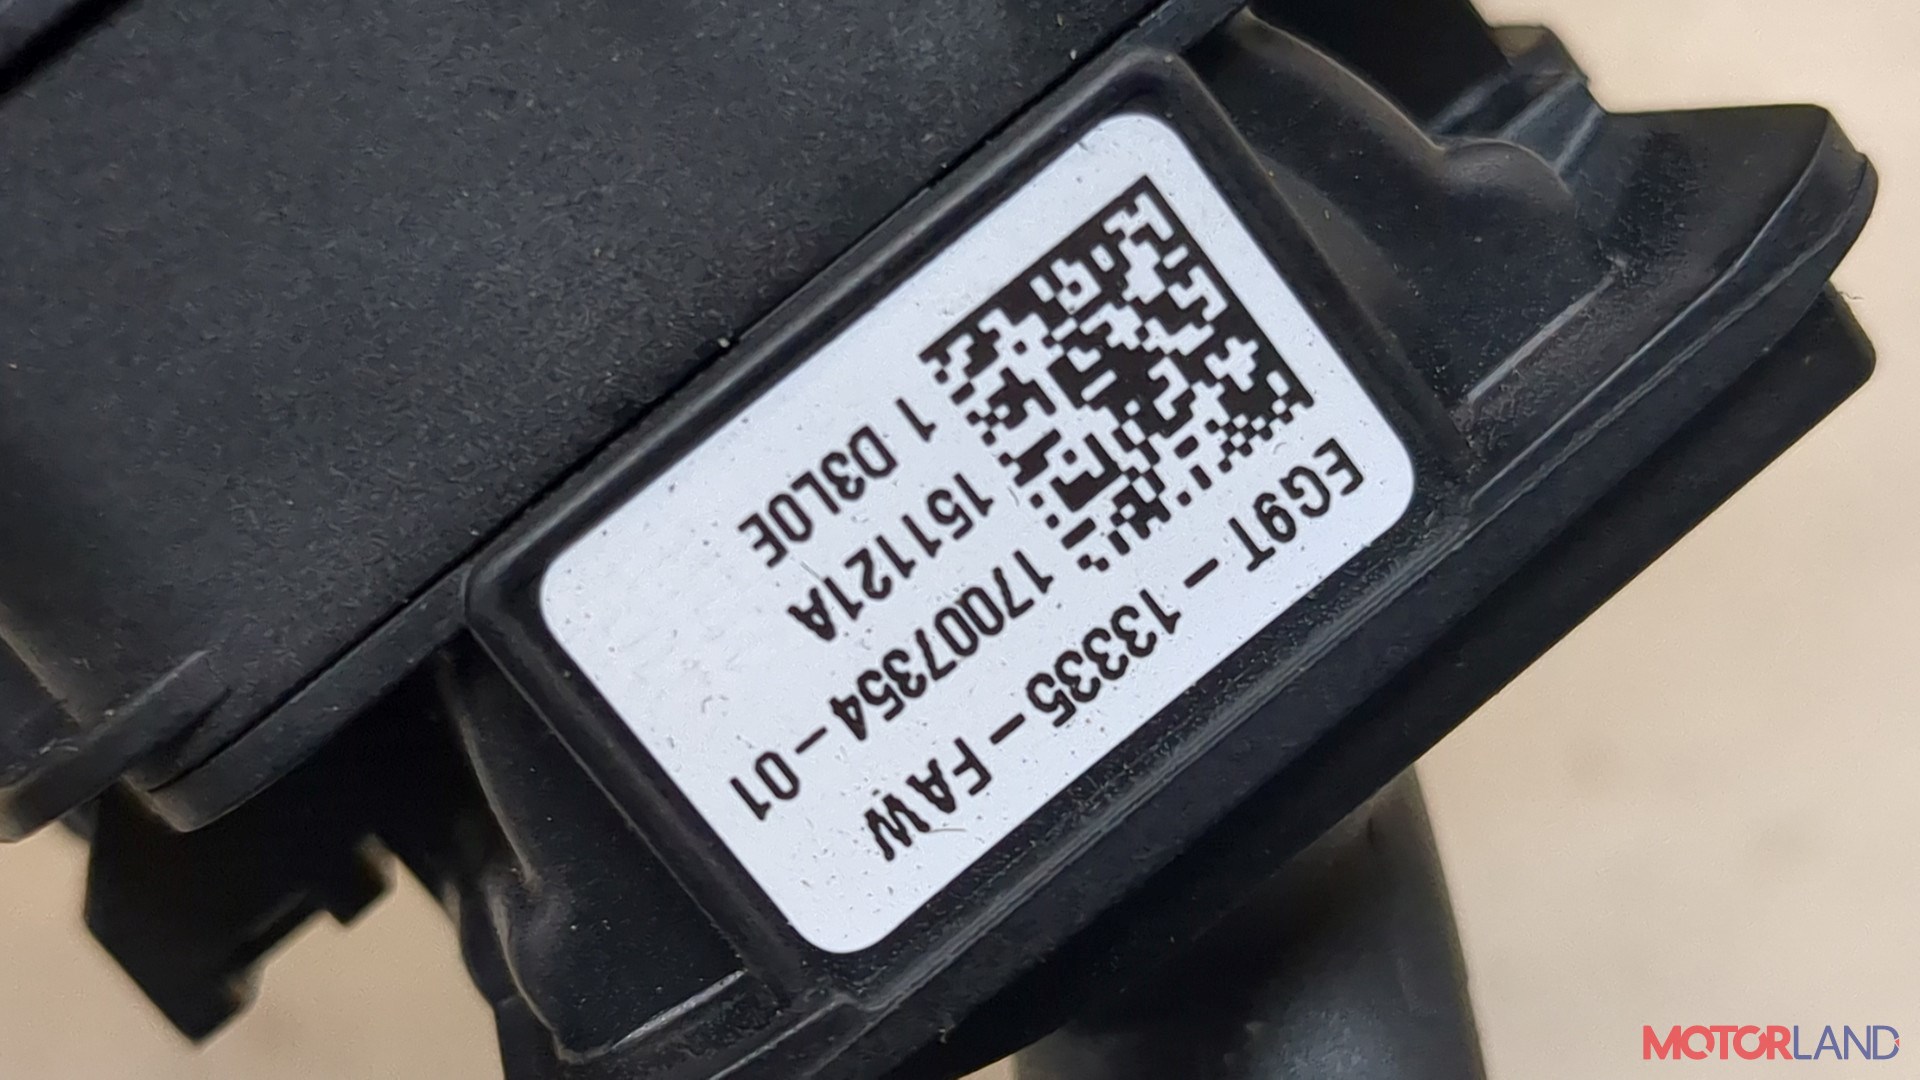 EG9T - 13335 - FAW
17007354 - 01
151121A
1 D3L0E
MOTORLAND